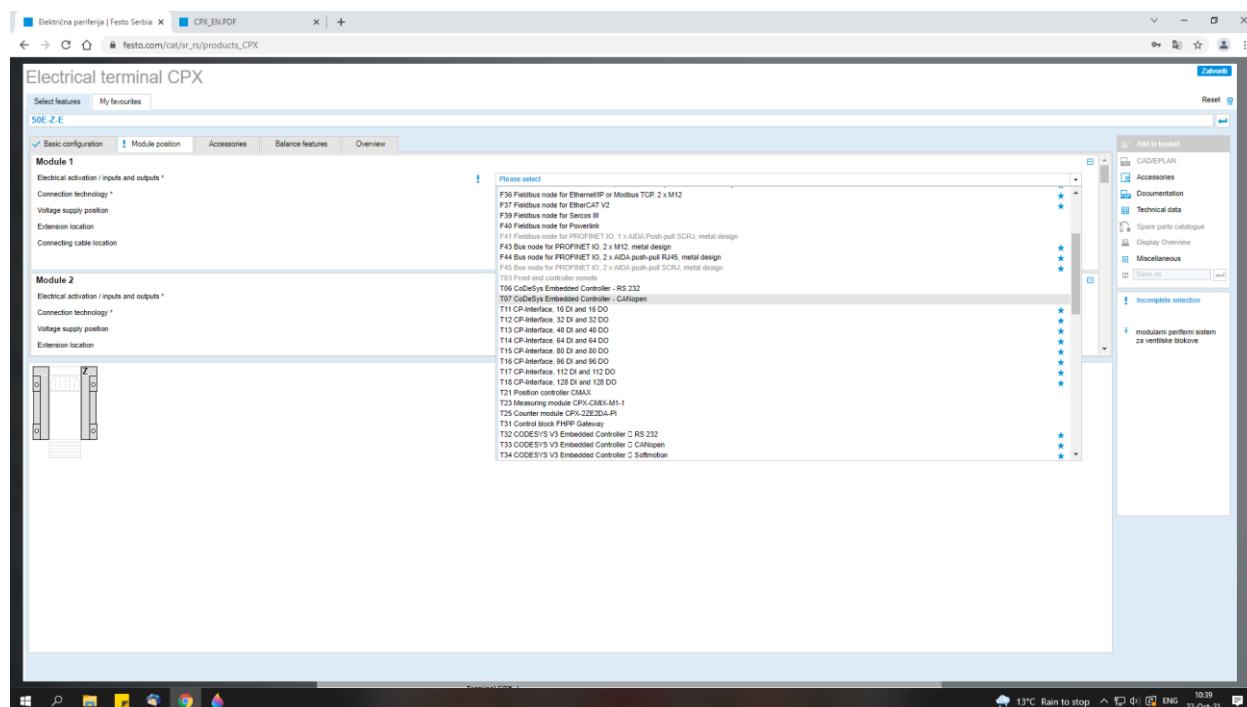 Električna periferija | Festo Serbia
CPX_EN.PDF
festo.com/cat/sr_rs/products_CPX
Electrical terminal CPX
Zatvoriti
Select features
My favourites
Reset
50E-Z-E
Basic configuration
Module position
Accessories
Balance features
Overview
Module 1
Electrical activation / inputs and outputs *
Connection technology *
Voltage supply position
Extension location
Connecting cable location
Module 2
Electrical activation / inputs and outputs *
Connection technology *
Voltage supply position
Extension location
Please select
F36 Fieldbus node for Ethernet/IP or Modbus TCP, 2 x M12
F37 Fieldbus node for EtherCAT V2
F39 Fieldbus node for Sercos III
F40 Fieldbus node for Powerlink
F41 Fieldbus node for PROFINET IO, 1 x AIDA Push-pull SCRJ, metal design
F43 Bus node for PROFINET IO, 2 x M12, metal design
F44 Bus node for PROFINET IO, 2 x AIDA push-pull RJ45, metal design
F45 Bus node for PROFINET IO, 2 x AIDA push-pull SCRJ, metal design
T03 Front end controller remote
T06 CoDeSys Embedded Controller - RS 232
T07 CoDeSys Embedded Controller - CANopen
T11 CP-Interface, 16 DI and 16 DO
T12 CP-Interface, 32 DI and 32 DO
T13 CP-Interface, 48 DI and 48 DO
T14 CP-Interface, 64 DI and 64 DO
T15 CP-Interface, 80 DI and 80 DO
T16 CP-Interface, 96 DI and 96 DO
T17 CP-Interface, 112 DI and 112 DO
T18 CP-Interface, 128 DI and 128 DO
T21 Position controller CMAX
T23 Measuring module CPX-CMIX-M1-1
T25 Counter module CPX-2ZE2DA-PI
T31 Control block FHPP Gateway
T32 CODESYS V3 Embedded Controller RS 232
T33 CODESYS V3 Embedded Controller CANopen
T34 CODESYS V3 Embedded Controller Softmotion
Add to basket
CAD/EPLAN
Accessories
Documentation
Technical data
Spare parts catalogue
Display Overview
Miscellaneous
Save as
Incomplete selection
modularni periferni sistem
za ventilske blokove
Z
13°C Rain to stop
ENG
10:39
22-Oct-21